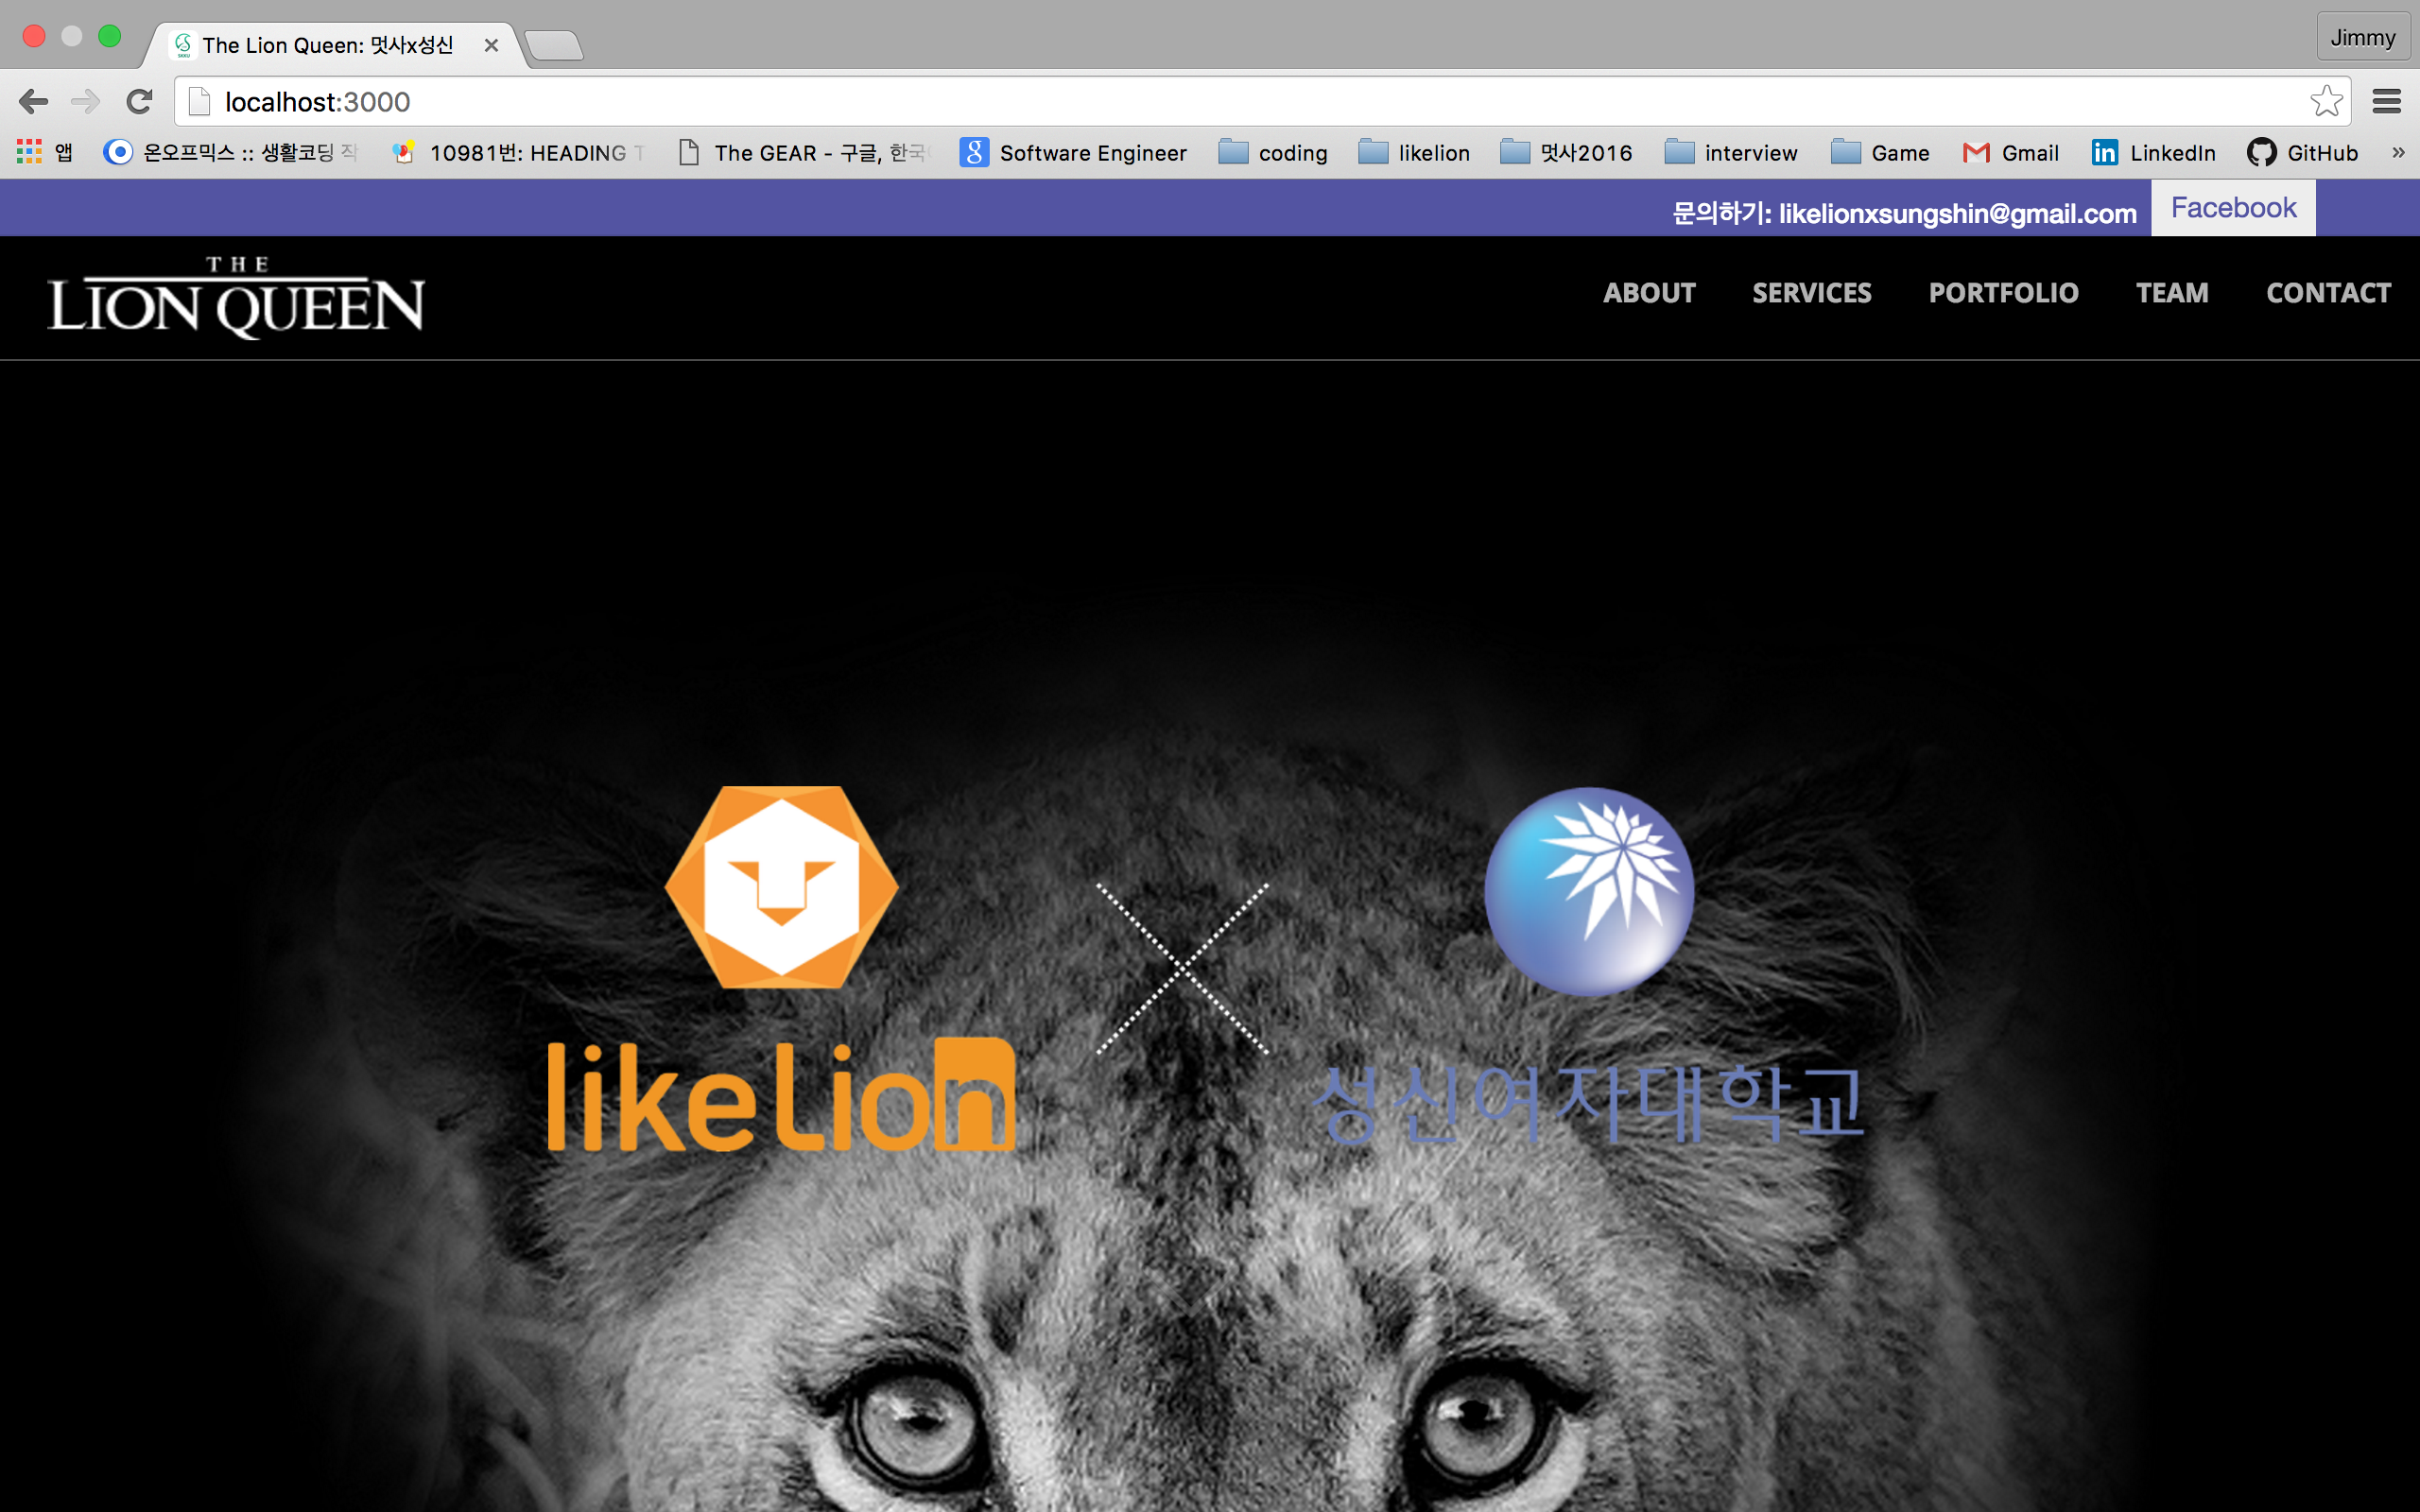 The Lion Queen: 멋사x성신
Jimmy
localhost:3000
앱 온오프믹스 :: 생활코딩 작 10981번: HEADING T The GEAR - 구글, 한국 Software Engineer coding likelion 멋사2016 interview Game Gmail LinkedIn GitHub »
문의하기: likelionxsungshin@gmail.com Facebook
THE
LION QUEEN
ABOUT SERVICES PORTFOLIO TEAM CONTACT
likelion
성신여자대학교